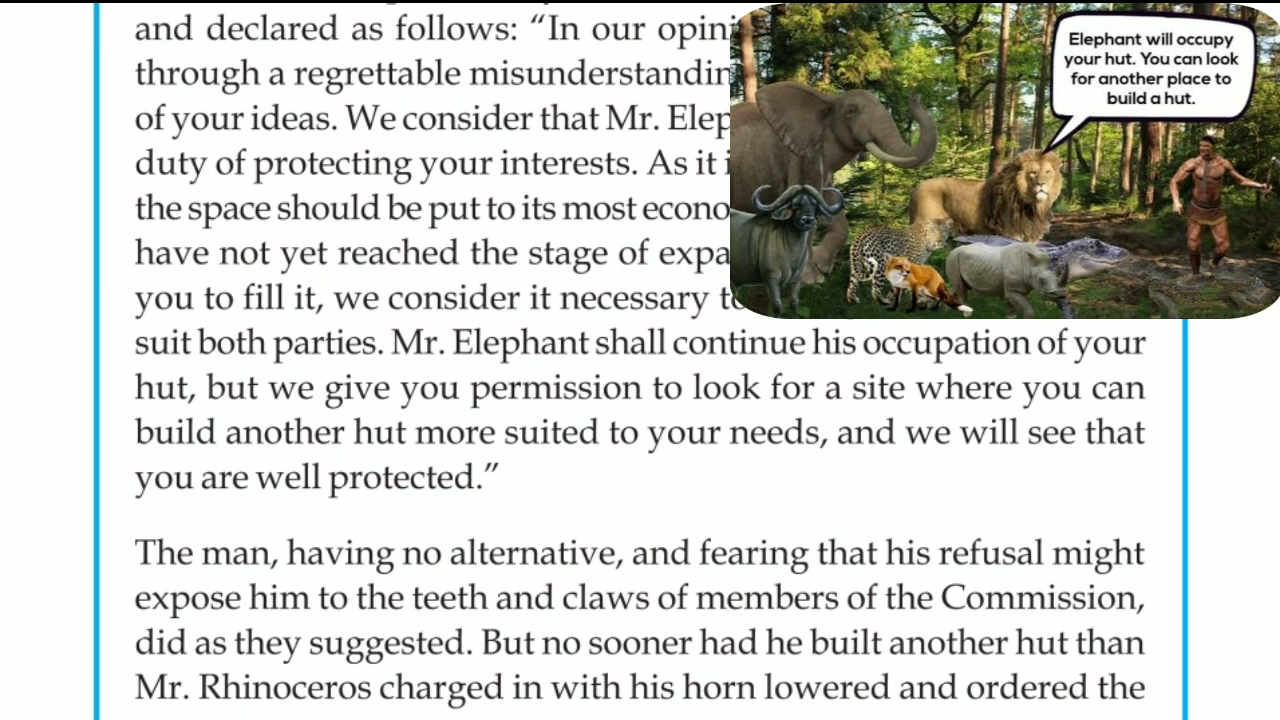 and declared as follows: “In our
through a regrettable
of your ideas. We consider that Mr.
duty of protecting your interests. As it
the space should be put to its most
have not yet reached the stage of
you to fill it, we consider it necessary
suit both parties. Mr. Elephant shall continue his occupation of your
hut, but we give you permission to look for a site where you can
build another hut more suited to your needs, and we will see that
you are well protected.”
The man, having no alternative, and fearing that his refusal might
expose him to the teeth and claws of members of the Commission,
did as they suggested. But no sooner had he built another hut than
Mr. Rhinoceros charged in with his horn lowered and ordered the
Elephant will occupy
your hut. You can look
for another place to
build a hut.